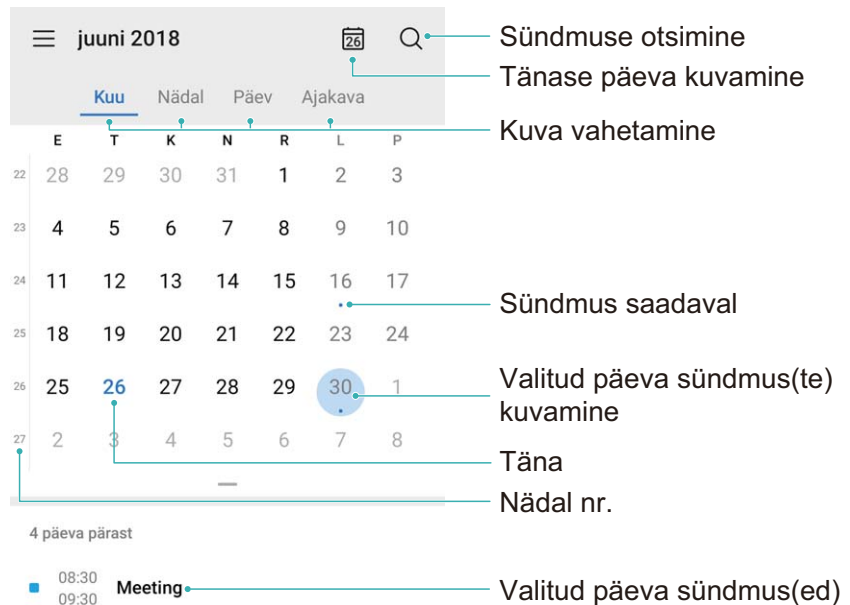 juuni 2018 26 Sündmuse otsimine
Tänase päeva kuvamine
Kuu Nädal Päev Ajakava
Kuva vahetamine
E T K N R L P
22 28 29 30 31 1 2 3
23 4 5 6 7 8 9 10
24 11 12 13 14 15 16 17
Sündmus saadaval
25 18 19 20 21 22 23 24
26 25 26 27 28 29 30 1
Valitud päeva sündmus(te)
kuvamine
27 2 3 4 5 6 7 8
Täna
Nädal nr.
4 päeva pärast
08:30
Meeting Valitud päeva sündmus(ed)
09:30